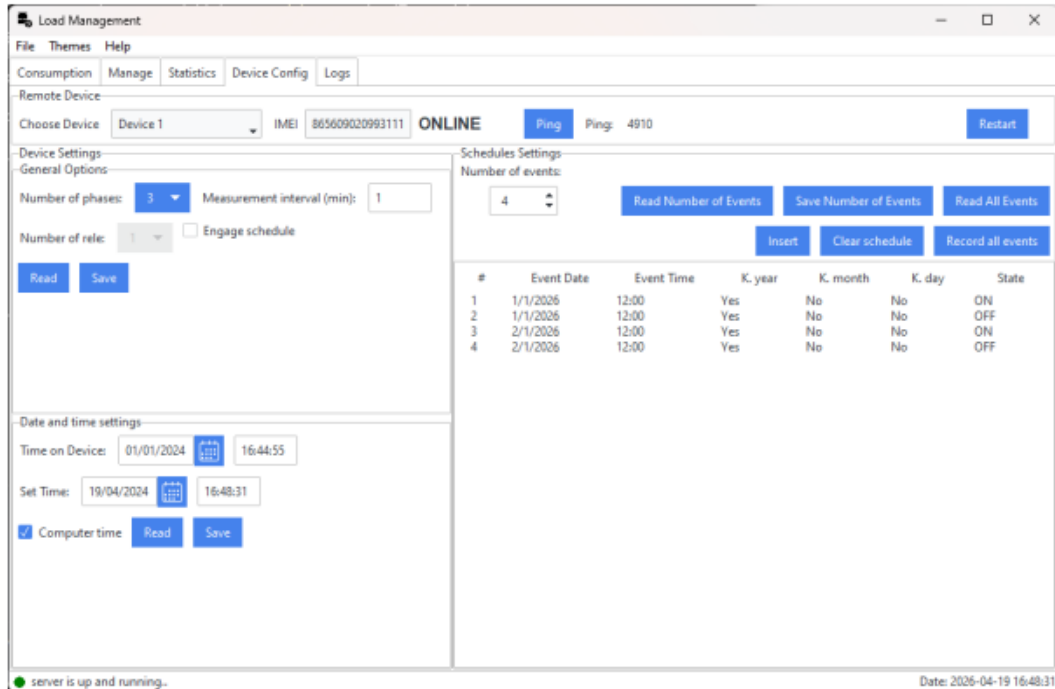 Load Management
File Themes Help
Consumption Manage Statistics Device Config Logs
Remote Device
Choose Device Device 1 IMEI 865609020993111 ONLINE Ping Ping: 4910 Restart
Device Settings
General Options
Number of phases: 3 Measurement interval (min): 1
Number of rele: 1 Engage schedule
Read Save
Schedules Settings
Number of events:
4 Read Number of Events Save Number of Events Read All Events
Insert Clear schedule Record all events
# Event Date Event Time K. year K. month K. day State
1 1/1/2026 12:00 Yes No No ON
2 1/1/2026 12:00 Yes No No OFF
3 2/1/2026 12:00 Yes No No ON
4 2/1/2026 12:00 Yes No No OFF
Date and time settings
Time on Device: 01/01/2024 16:44:55
Set Time: 19/04/2024 16:48:31
Computer time Read Save
server is up and running..
Date: 2026-04-19 16:48:31